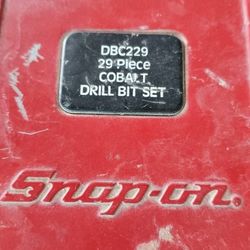 DBC229
29 Piece
COBALT
DRILL BIT SET
Snap-on®